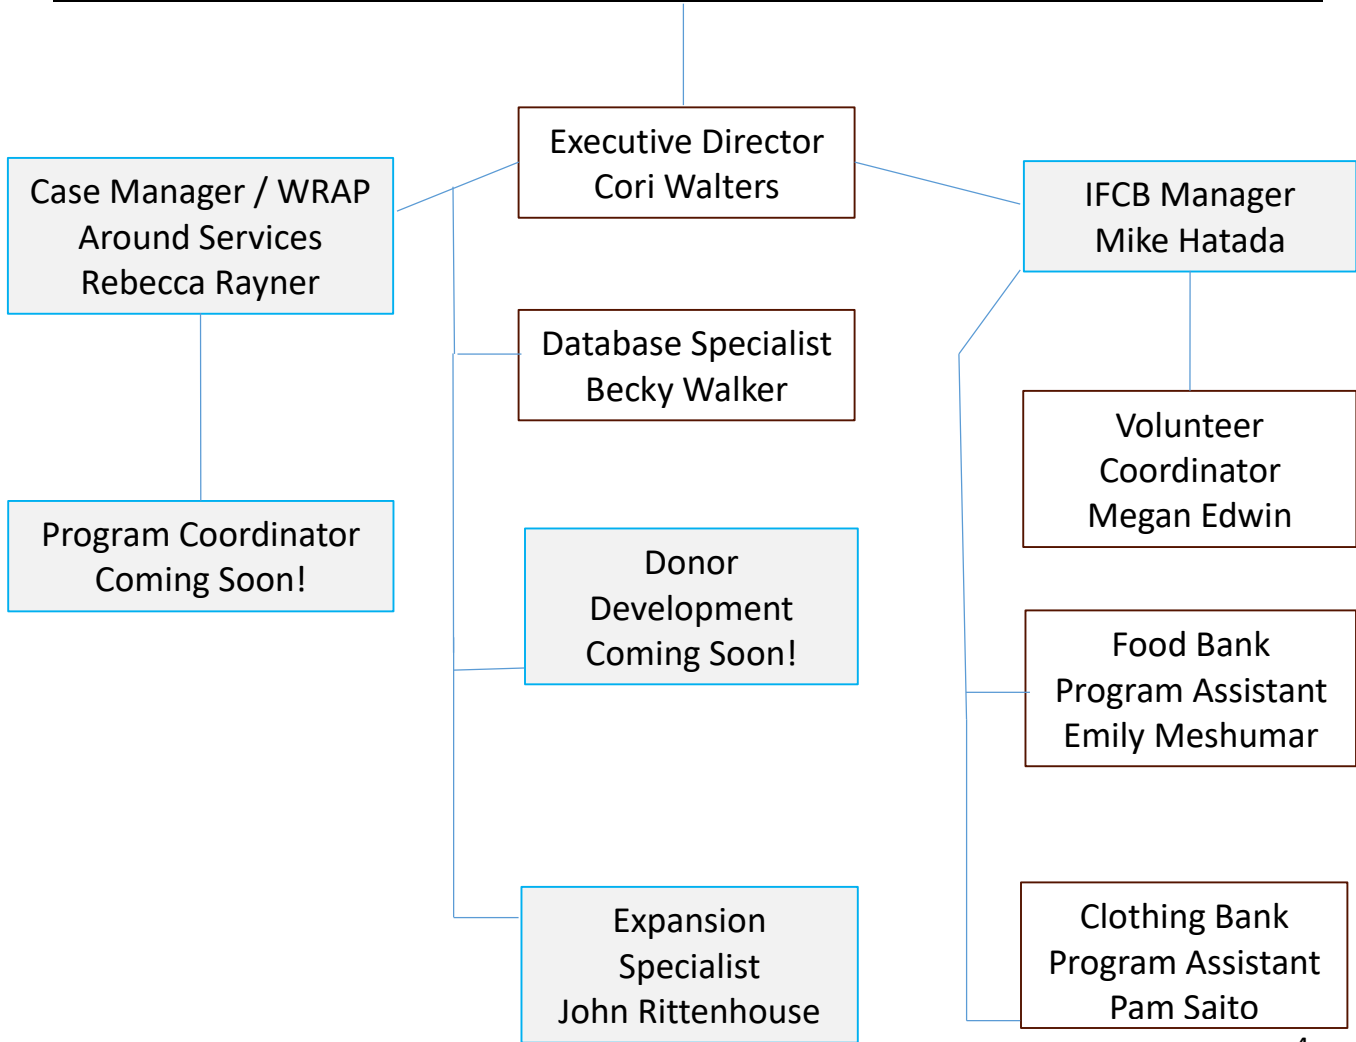 Executive Director
Cori Walters
Case Manager / WRAP
Around Services
Rebecca Rayner
IFCB Manager
Mike Hatada
Database Specialist
Becky Walker
Volunteer
Coordinator
Megan Edwin
Program Coordinator
Coming Soon!
Donor
Development
Coming Soon!
Food Bank
Program Assistant
Emily Meshumar
Expansion
Specialist
John Rittenhouse
Clothing Bank
Program Assistant
Pam Saito